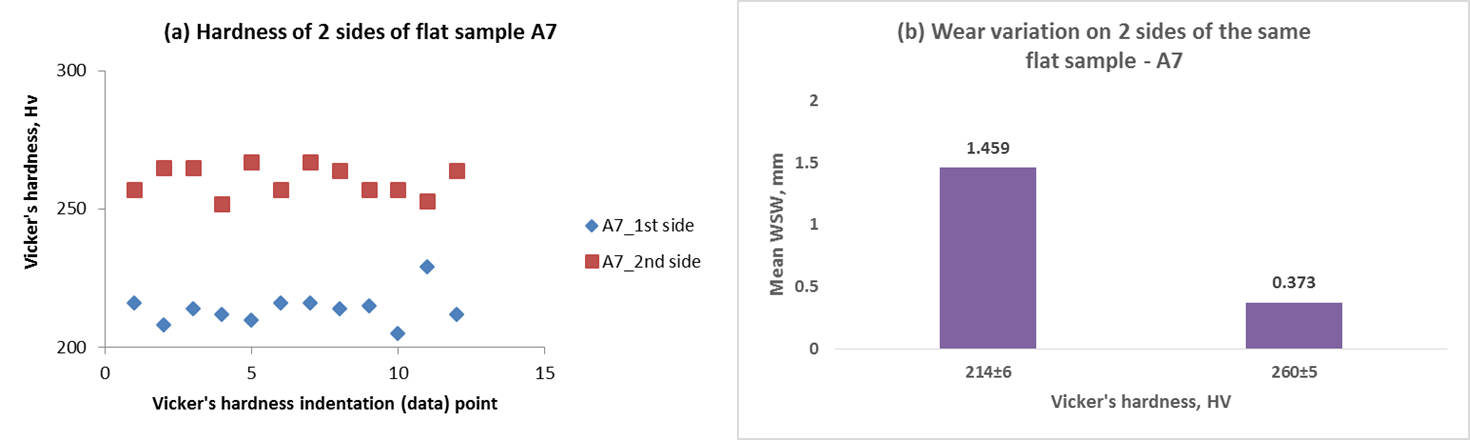 (a) Hardness of 2 sides of flat sample A7
300
250
200
0
5
10
15
Vicker's hardness, Hv
Vicker's hardness indentation (data) point
A7_1st side
A7_2nd side
(b) Wear variation on 2 sides of the same
flat sample - A7
2
1.5
1
0.5
0
Mean WSW, mm
1.459
0.373
214±6
260±5
Vicker's hardness, HV